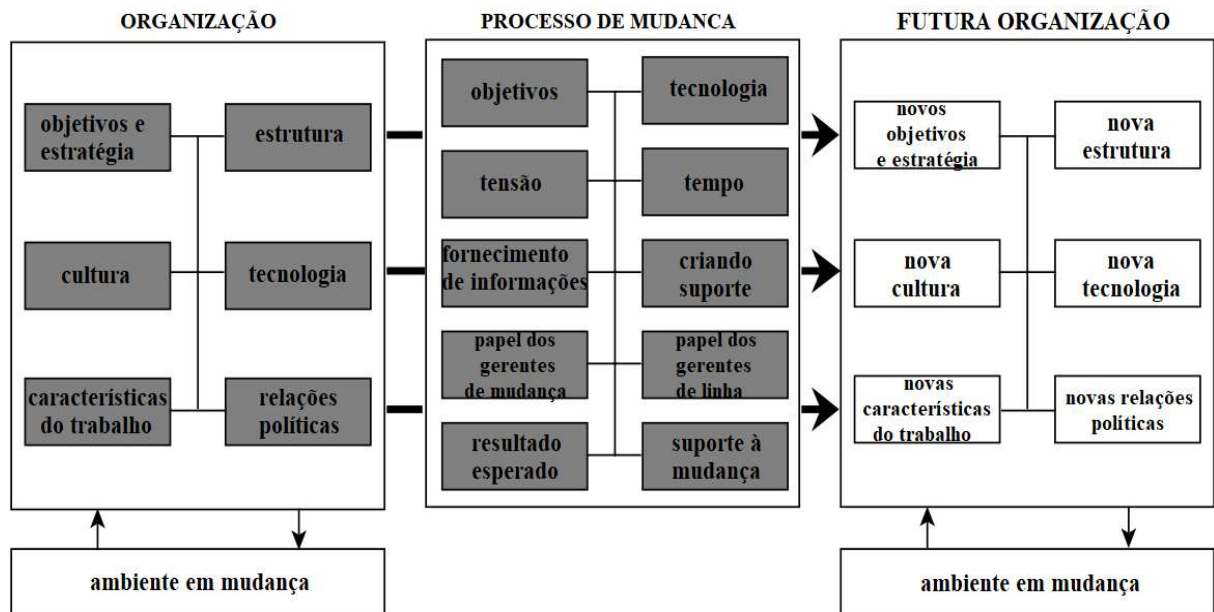 ORGANIZAÇÃO
objetivos e
estratégia
estrutura
cultura
tecnologia
características
do trabalho
relações
políticas
ambiente em mudança
PROCESSO DE MUDANCA
objetivos
tecnologia
tensão
tempo
fornecimento
de informações
criando
suporte
papel dos
gerentes
de mudança
papel dos
gerentes
de linha
resultado
esperado
suporte à
mudança
FUTURA ORGANIZAÇÃO
novos
objetivos
e estratégia
nova
estrutura
nova
cultura
nova
tecnologia
novas
características
do trabalho
novas relações
políticas
ambiente em mudança